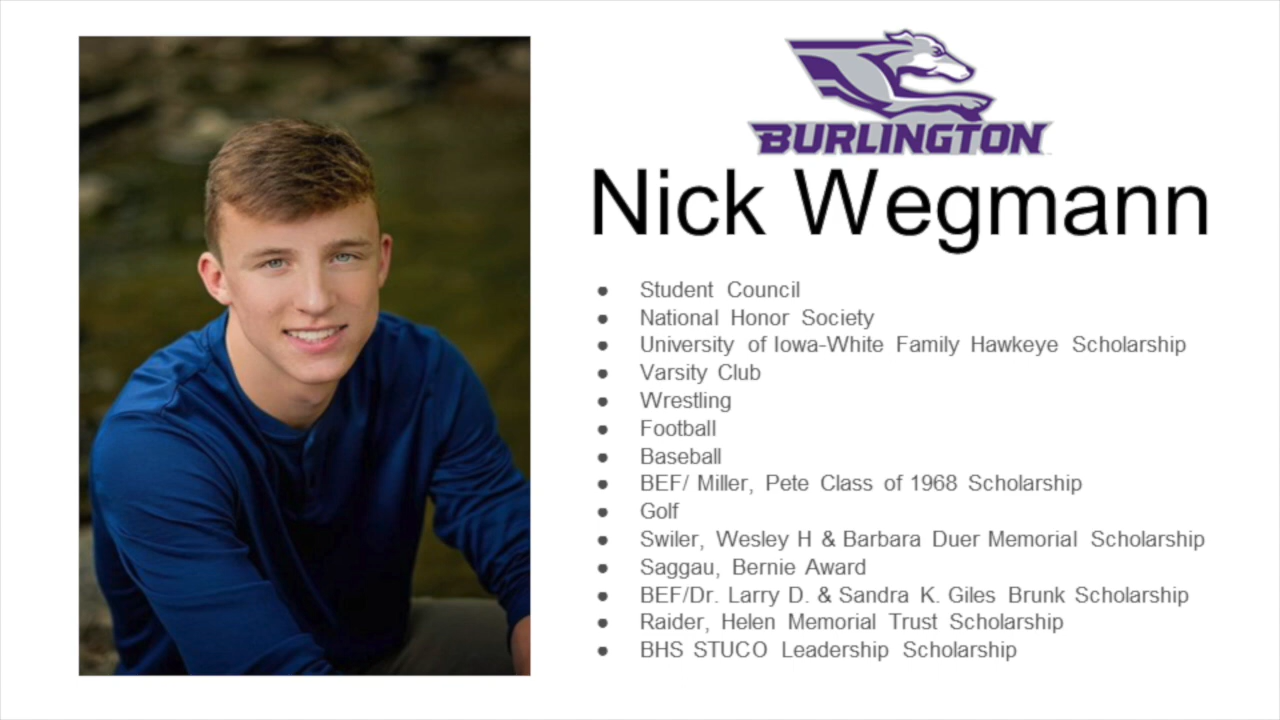 BURLINGTON
Nick Wegmann
● Student Council
● National Honor Society
● University of Iowa-White Family Hawkeye Scholarship
● Varsity Club
● Wrestling
● Football
● Baseball
● BEF/ Miller, Pete Class of 1968 Scholarship
● Golf
● Swiler, Wesley H & Barbara Duer Memorial Scholarship
● Saggau, Bernie Award
● BEF/Dr. Larry D. & Sandra K. Giles Brunk Scholarship
● Raider, Helen Memorial Trust Scholarship
● BHS STUCO Leadership Scholarship